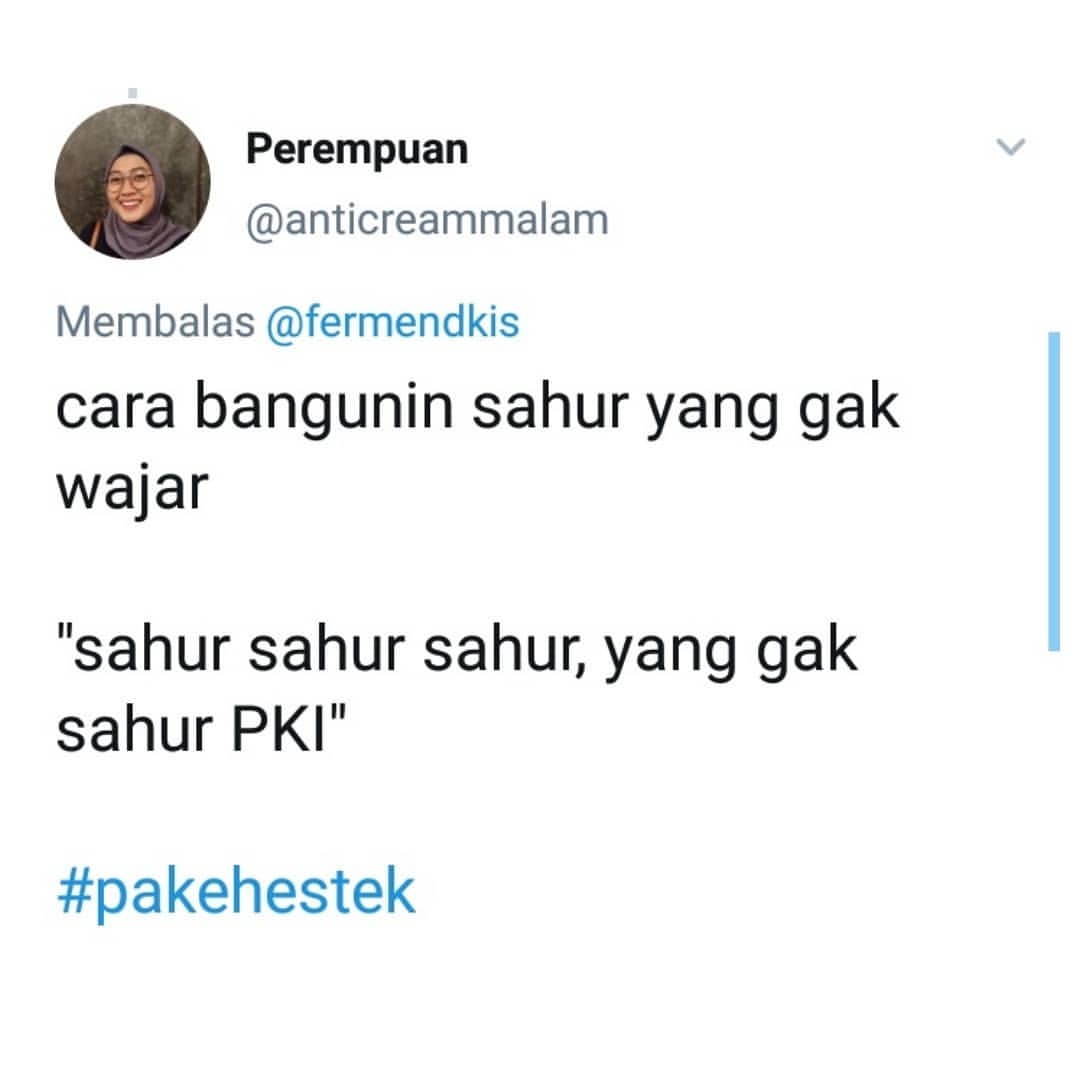 Perempuan
@anticreammalam
Membalas @fermendkis
cara bangunin sahur yang gak
wajar
"sahur sahur sahur, yang gak
sahur PKI"
#pakehestek